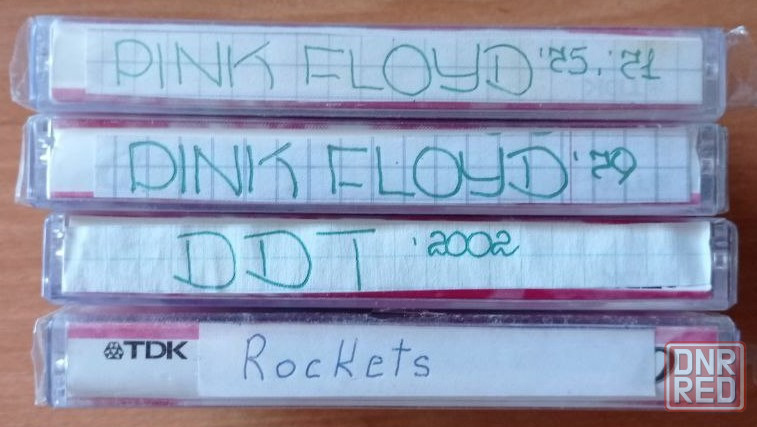 PINK FLOYD '75, '71
PINK FLOYD '79
DDT '2002
TDK Rockets
DNR
RED